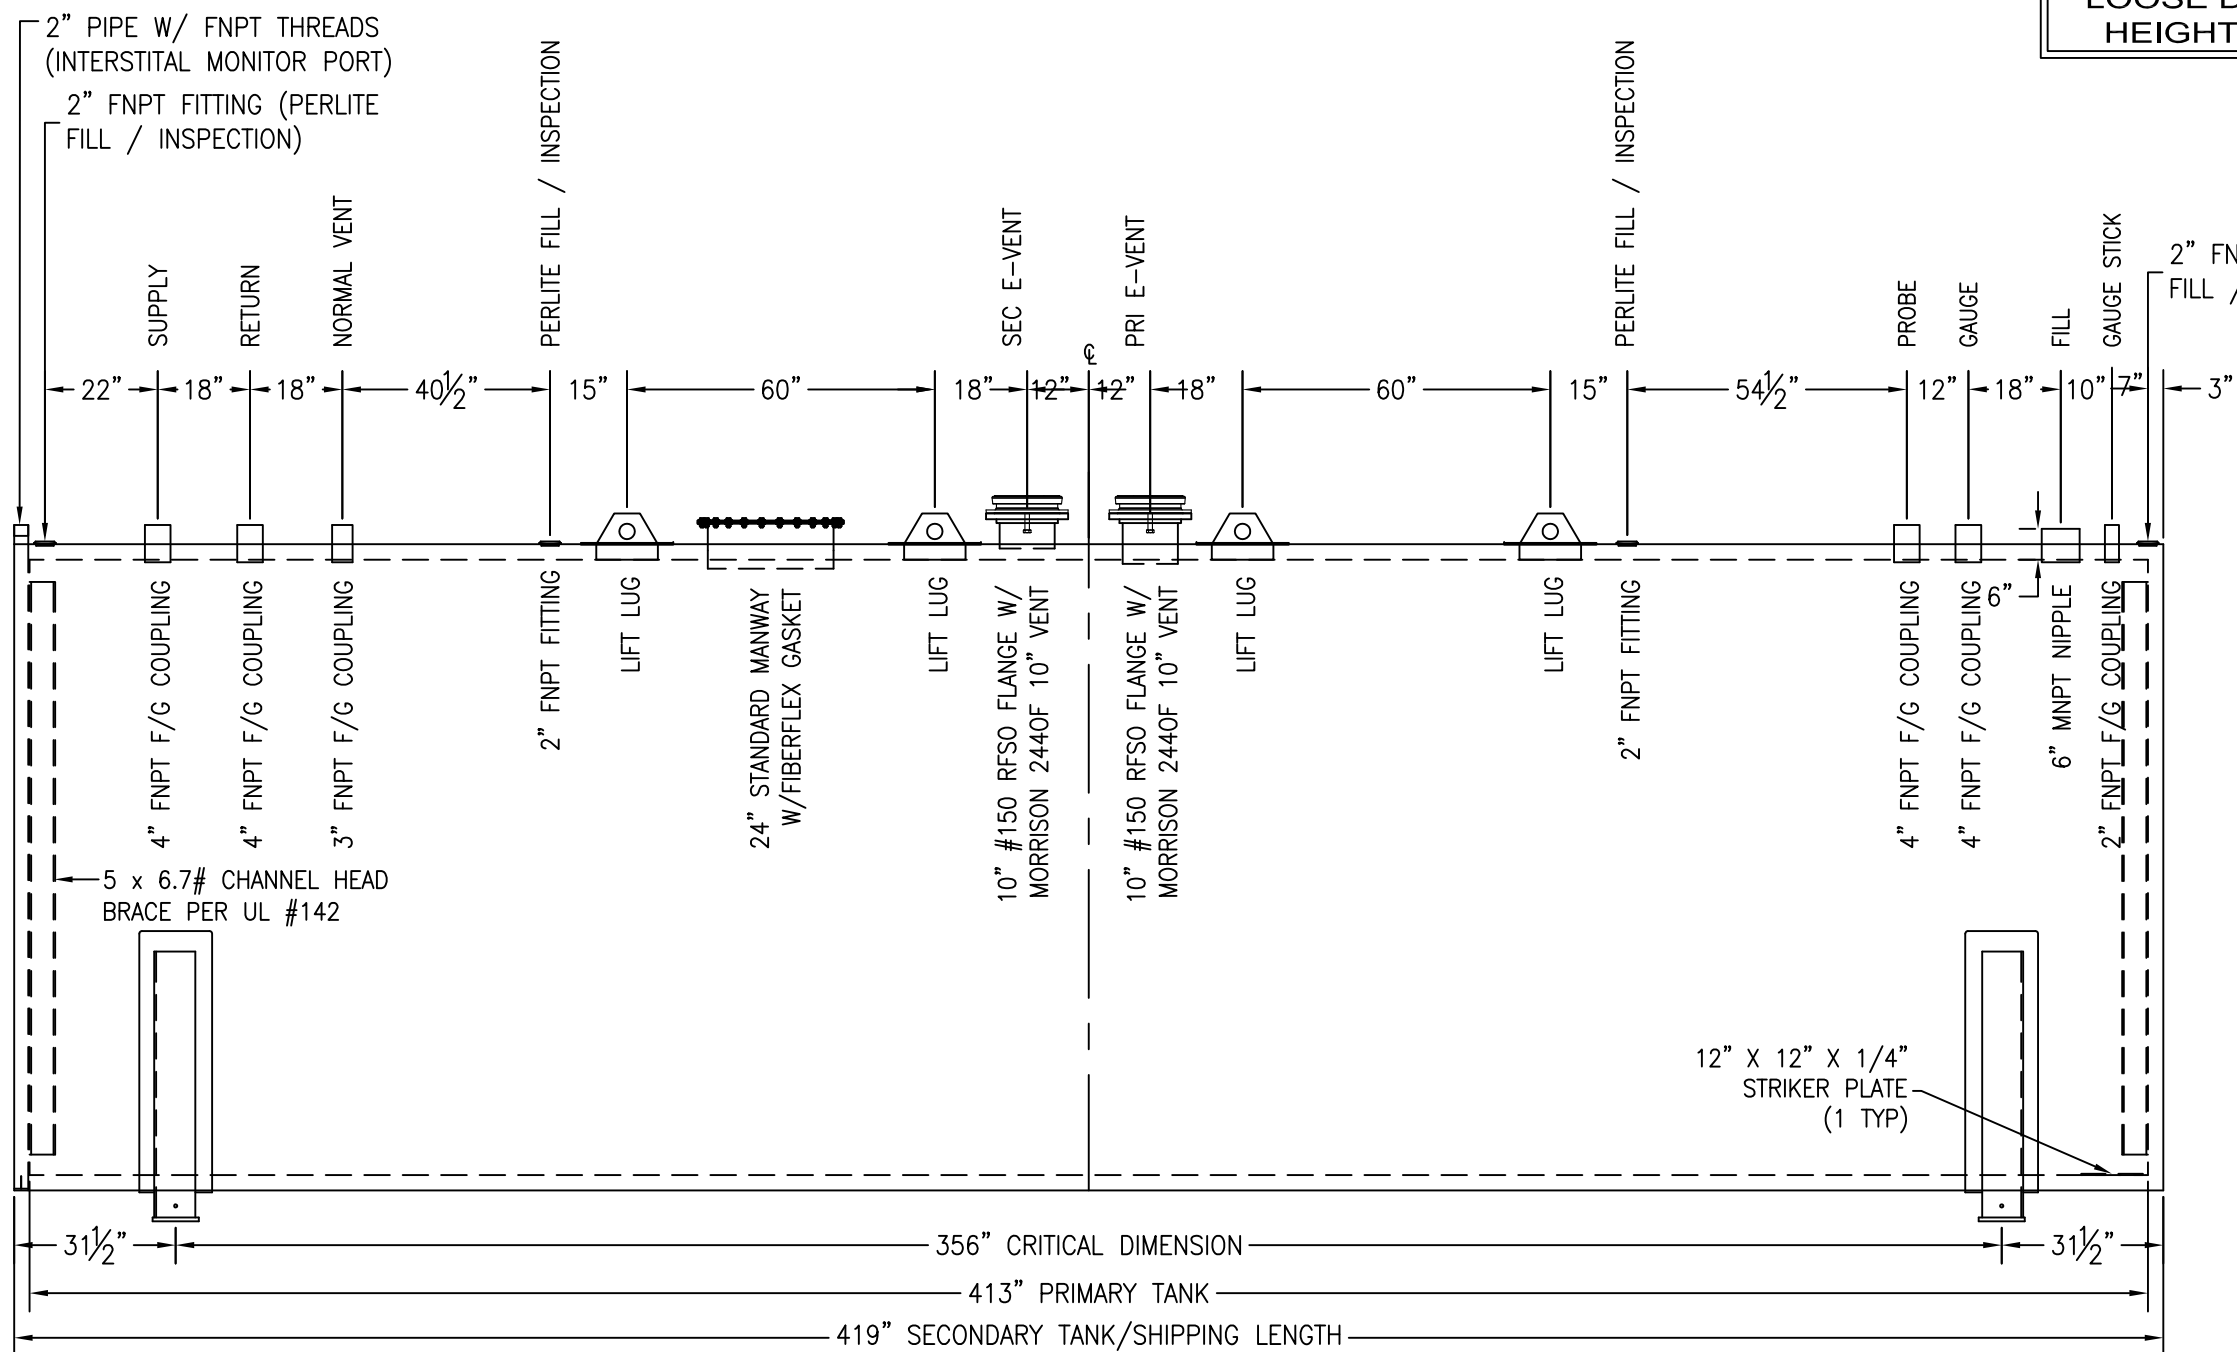 2" PIPE W/ FNPT THREADS
(INTERSTITAL MONITOR PORT)
2" FNPT FITTING (PERLITE
FILL / INSPECTION)
HEIGHT
SUPPLY
RETURN
NORMAL VENT
PERLITE FILL / INSPECTION
SEC E-VENT
℄
PRI E-VENT
PERLITE FILL / INSPECTION
PROBE
GAUGE
FILL
GAUGE STICK
2" FN
FILL /
22" 18" 18" 40½" 15" 60" 18" 12" 12" 18" 60" 15" 54½" 12" 18" 10" 7" 3"
4" FNPT F/G COUPLING
4" FNPT F/G COUPLING
3" FNPT F/G COUPLING
2" FNPT FITTING
LIFT LUG
24" STANDARD MANWAY
W/FIBERFLEX GASKET
LIFT LUG
10" #150 RFSO FLANGE W/
MORRISON 244OF 10" VENT
10" #150 RFSO FLANGE W/
MORRISON 244OF 10" VENT
LIFT LUG
LIFT LUG
2" FNPT FITTING
4" FNPT F/G COUPLING
4" FNPT F/G COUPLING
6"
6" MNPT NIPPLE
2" FNPT F/G COUPLING
5 x 6.7# CHANNEL HEAD
BRACE PER UL #142
12" X 12" X 1/4"
STRIKER PLATE
(1 TYP)
31½" 356" CRITICAL DIMENSION 31½"
413" PRIMARY TANK
419" SECONDARY TANK/SHIPPING LENGTH